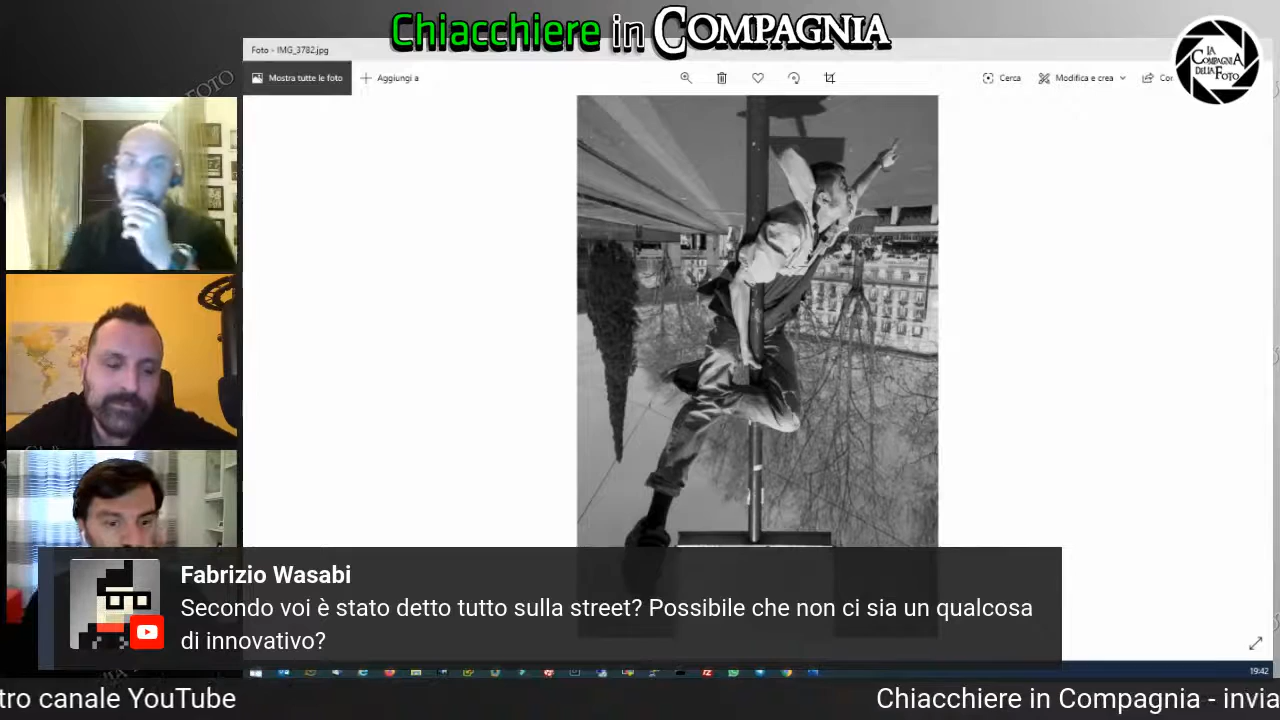 Chiacchiere in COMPAGNIA
Foto - IMG_3782.jpg
Mostra tutte le foto
Aggiungi a
Cerca
Modifica e crea
Con
LA
COMPAGNIA
DELLA
FOTO
FOTO
Fabrizio Wasabi
Secondo voi è stato detto tutto sulla street? Possibile che non ci sia un qualcosa
di innovativo?
19:42
tro canale YouTube
Chiacchiere in Compagnia - invia